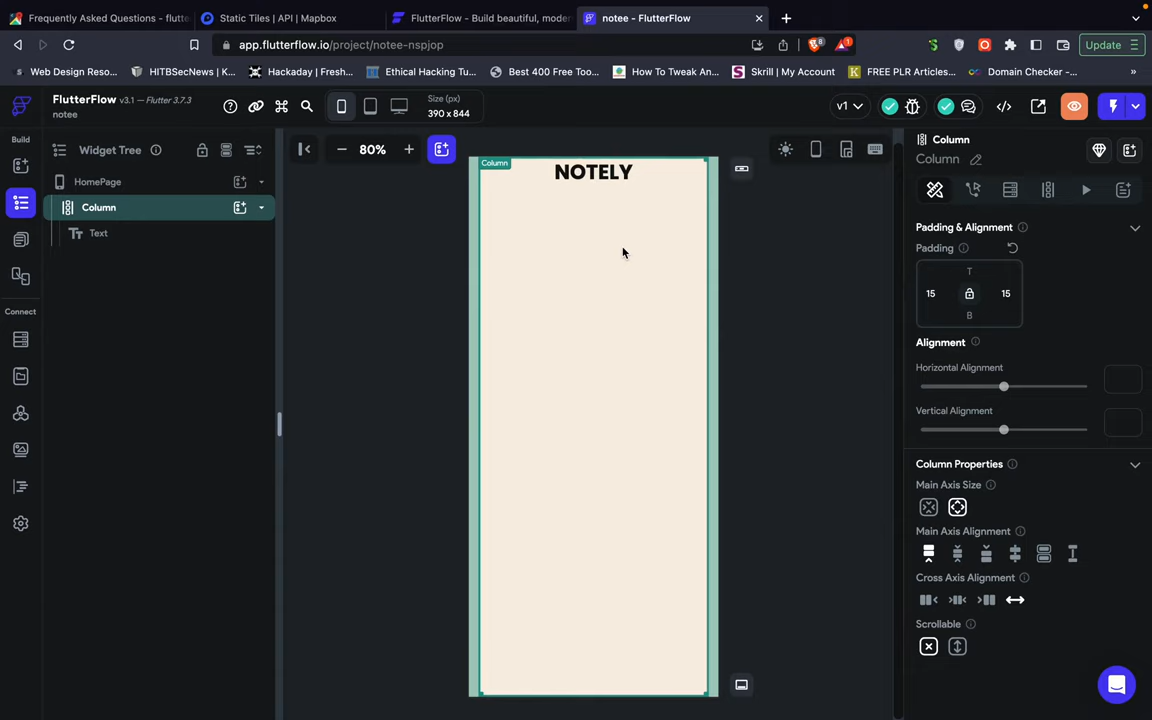 Frequently Asked Questions - flutte
Static Tiles | API | Mapbox
FlutterFlow - Build beautiful, moder
notee - FlutterFlow
app.flutterflow.io/project/notee-nspjop
8
1
Update
Web Design Reso...
HITBSecNews | K...
Hackaday | Fresh...
Ethical Hacking Tu...
Best 400 Free Too...
How To Tweak An...
Skrill | My Account
FREE PLR Articles...
Domain Checker -...
FlutterFlow v3.1 — Flutter 3.7.3
notee
Size (px)
390 x 844
v1
Build
Widget Tree
80%
Column
Column
HomePage
Column
Text
Connect
Column
NOTELY
Padding & Alignment
Padding
T
15
15
B
Alignment
Horizontal Alignment
Vertical Alignment
Column Properties
Main Axis Size
Main Axis Alignment
Cross Axis Alignment
Scrollable